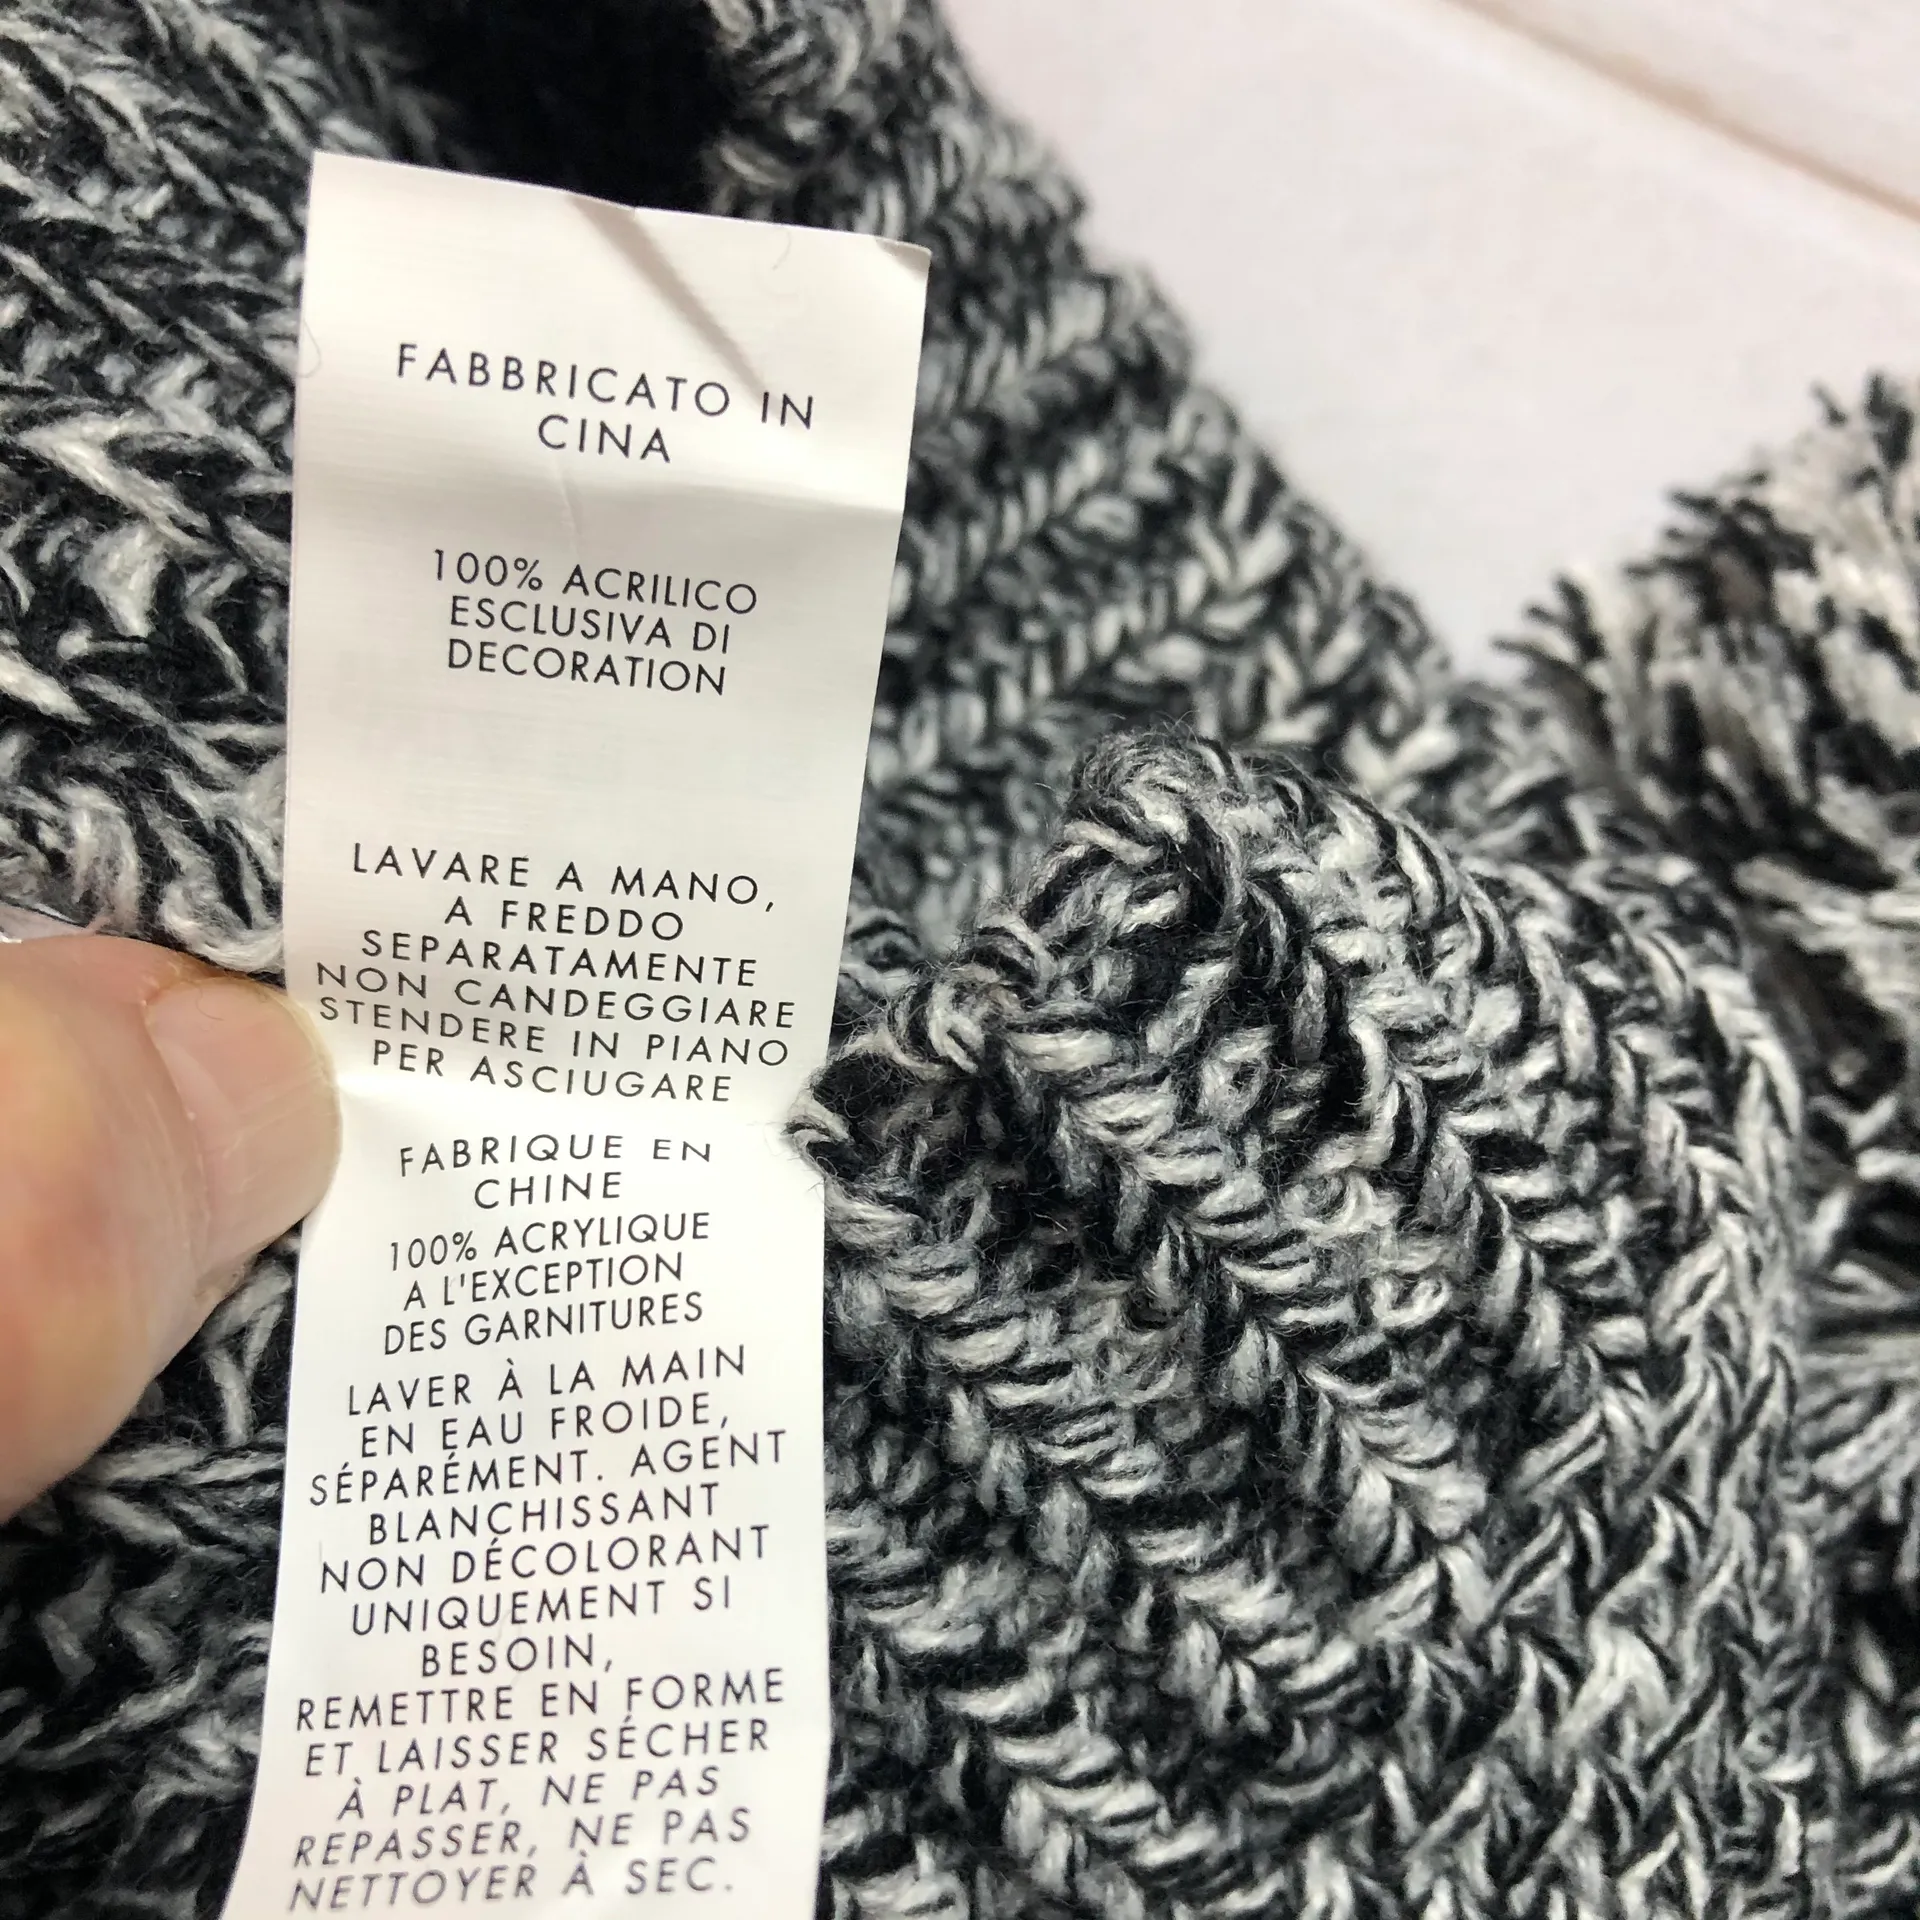 FABBRICATO IN
CINA
100% ACRILICO
ESCLUSIVA DI
DECORATION
LAVARE A MANO,
A FREDDO
SEPARATAMENTE
NON CANDEGGIARE
STENDERE IN PIANO
PER ASCIUGARE
FABRIQUE EN
CHINE
100% ACRYLIQUE
A L'EXCEPTION
DES GARNITURES
LAVER À LA MAIN
EN EAU FROIDE,
SÉPARÉMENT. AGENT
BLANCHISSANT
NON DÉCOLORANT
UNIQUEMENT SI
BESOIN,
REMETTRE EN FORME
ET LAISSER SÉCHER
À PLAT, NE PAS
REPASSER, NE PAS
NETTOYER À SEC.